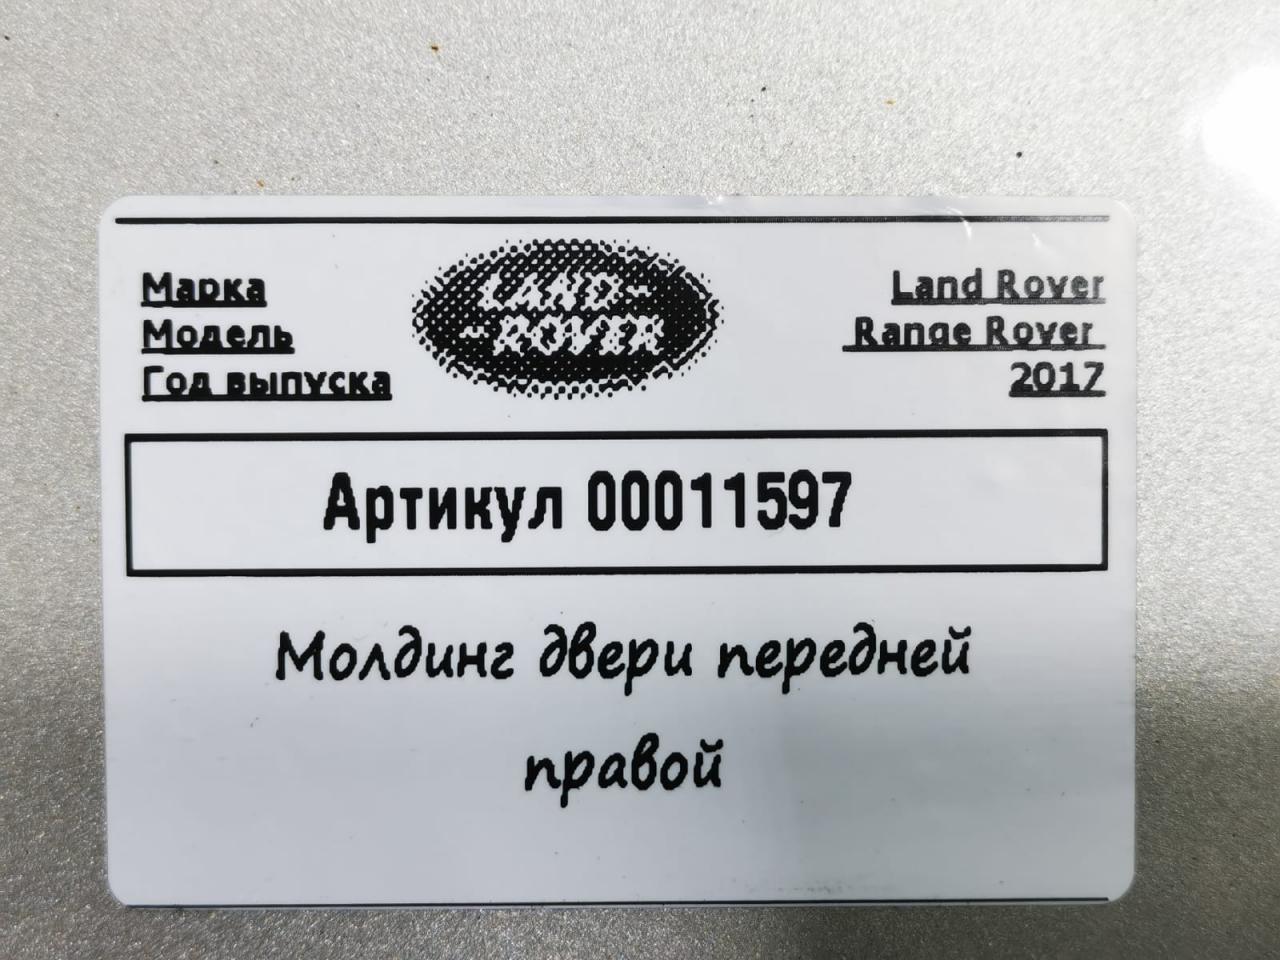 Марка LAND- Land Rover
Модель -ROVER Range Rover
Год выпуска 2017
Артикул 00011597
Молдинг двери передней
правой